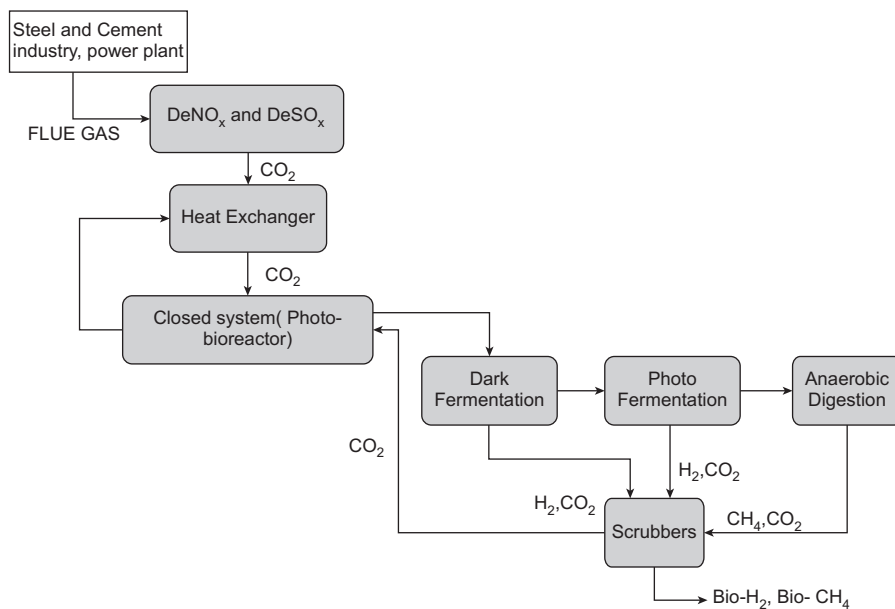 Steel and Cement
industry, power plant
FLUE GAS
DeNOₓ and DeSOₓ
CO₂
Heat Exchanger
CO₂
Closed system( Photo-
bioreactor)
Dark
Fermentation
Photo
Fermentation
Anaerobic
Digestion
CO₂
H₂,CO₂
H₂,CO₂
CH₄,CO₂
Scrubbers
Bio-H₂, Bio- CH₄